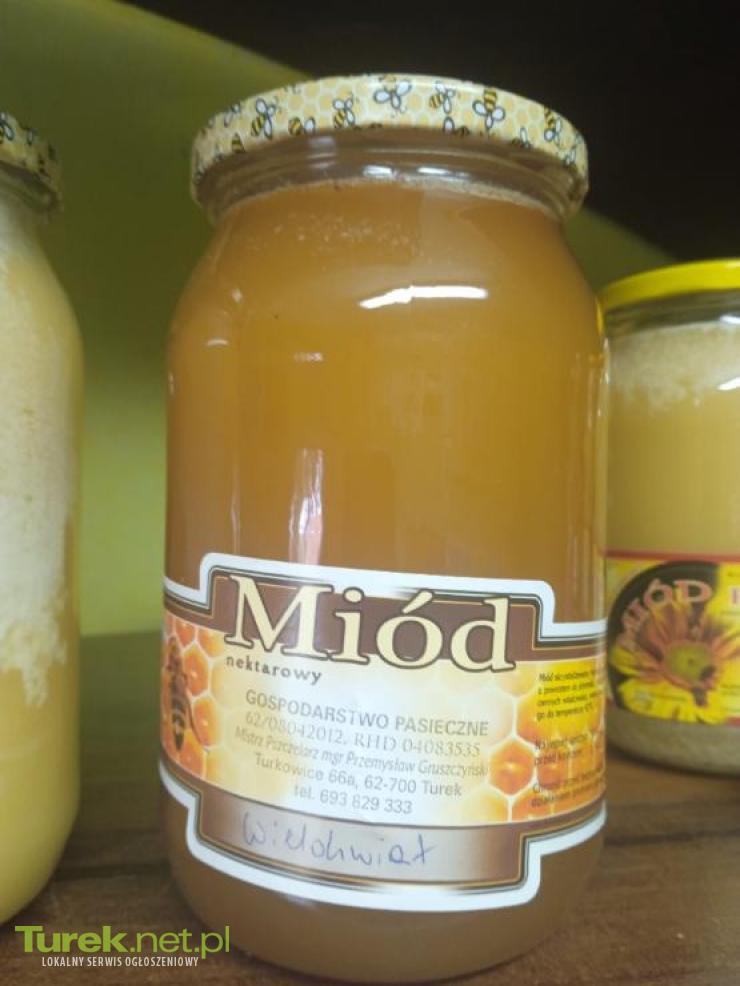 Miód
nektarowy
GOSPODARSTWO PASIECZNE
62/08042012, RHD 04083535
Mistrz Pszczelarz mgr Przemysław Gruszczyński
Turkowice 66a, 62-700 Turek
tel. 693 829 333
wielokwiat
MIÓD
Turek.net.pl
LOKALNY SERWIS OGŁOSZENIOWY